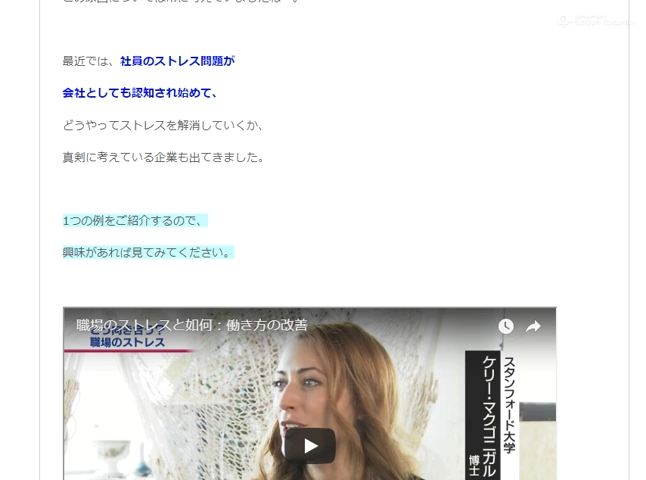 最近では、社員のストレス問題が
会社としても認知され始めて、
どうやってストレスを解消していくか、
真剣に考えている企業も出てきました。
1つの例をご紹介するので、
興味があれば見てみてください。
職場のストレスと如何：働き方の改善
どう向き合う？
職場のストレス
スタンフォード大学
ケリー・マクゴニガル
博士